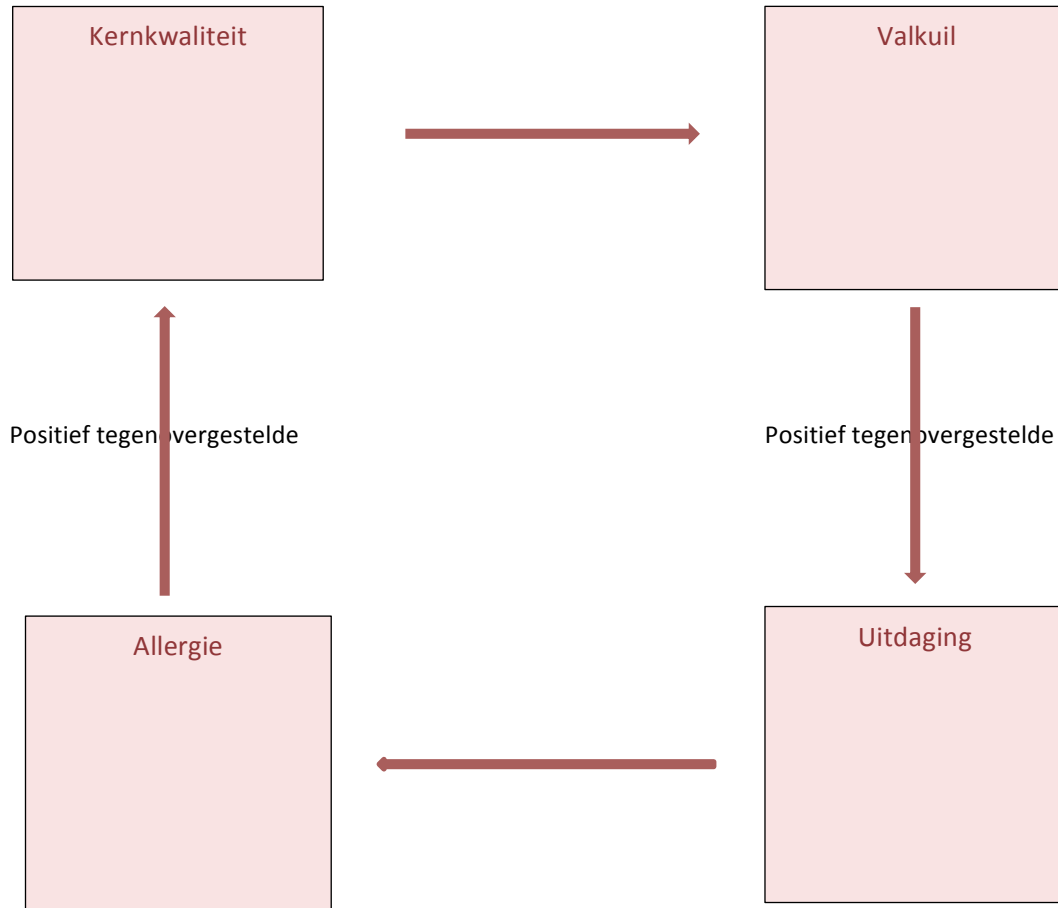 Kernkwaliteit
Valkuil
Positief tegenovergestelde
Positief tegenovergestelde
Allergie
Uitdaging